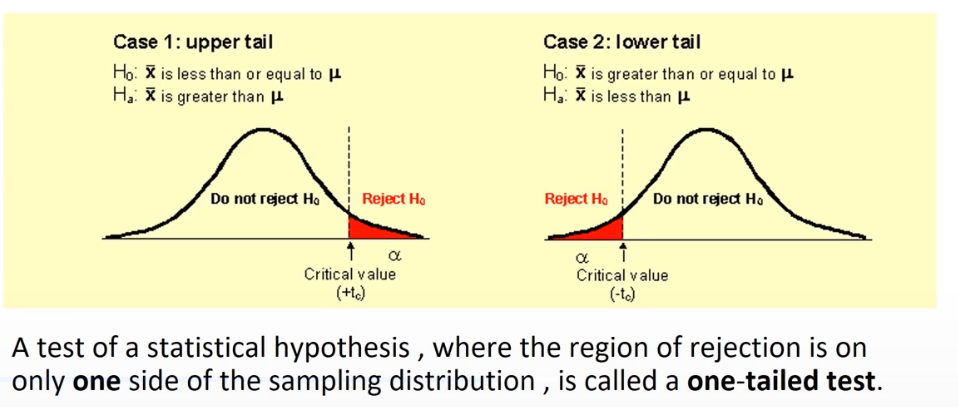 Case 1: upper tail
H₀: x̄ is less than or equal to μ
Hₐ: x̄ is greater than μ
Do not reject H₀
Reject H₀
α
Critical value
(+t꜀)
Case 2: lower tail
H₀: x̄ is greater than or equal to μ
Hₐ: x̄ is less than μ
Reject H₀
Do not reject H₀
α
Critical value
(-t꜀)
A test of a statistical hypothesis , where the region of rejection is on
only one side of the sampling distribution , is called a one-tailed test.